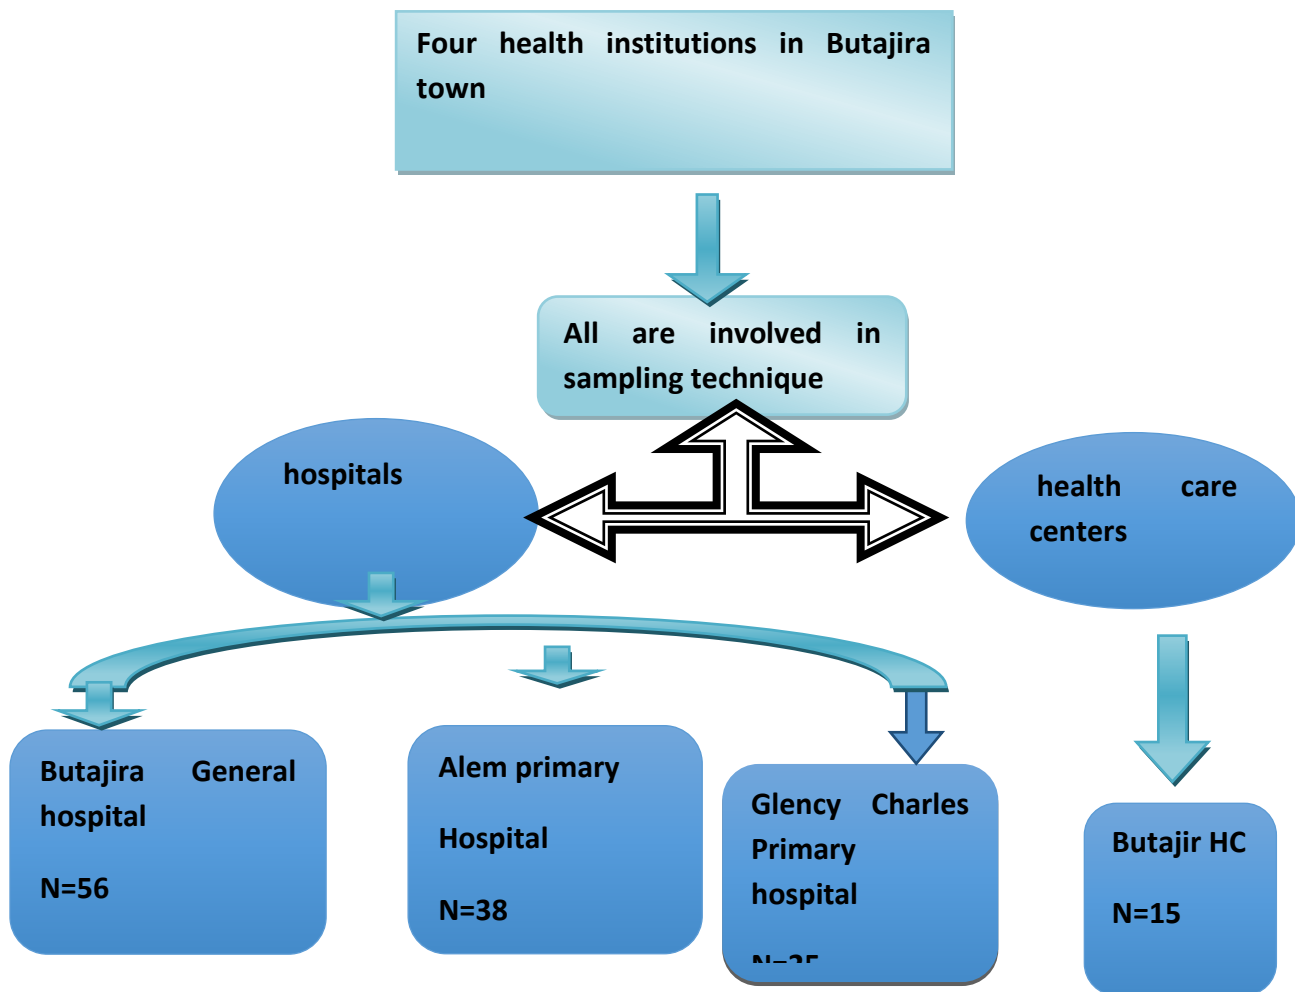 Four health institutions in Butajira
town
All are involved in
sampling technique
hospitals
health care
centers
Butajira General
hospital
N=56
Alem primary
Hospital
N=38
Glency Charles
Primary
hospital
Butajir HC
N=15